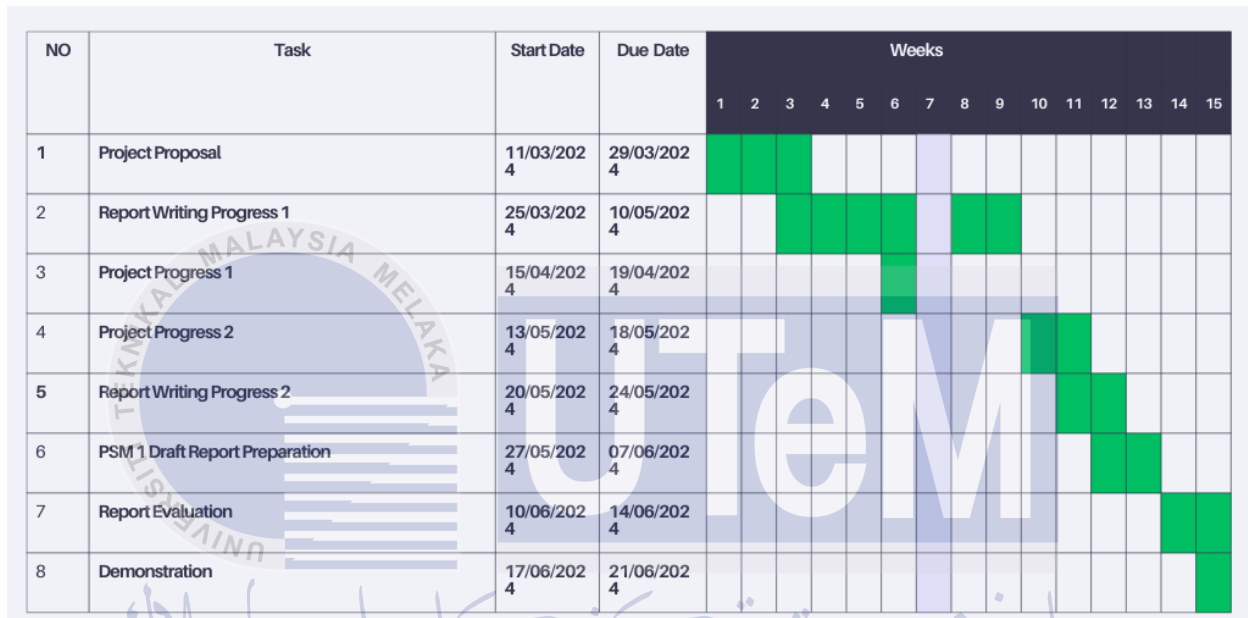 NO Task Start Date Due Date Weeks
1 2 3 4 5 6 7 8 9 10 11 12 13 14 15
1 Project Proposal 11/03/202 29/03/202
4 4
2 Report Writing Progress 1 25/03/202 10/05/202
4 4
3 Project Progress 1 15/04/202 19/04/202
4 4
4 Project Progress 2 13/05/202 18/05/202
4 4
5 Report Writing Progress 2 20/05/202 24/05/202
4 4
6 PSM 1 Draft Report Preparation 27/05/202 07/06/202
4 4
7 Report Evaluation 10/06/202 14/06/202
4 4
8 Demonstration 17/06/202 21/06/202
4 4
UNIVERSITI TEKNIKAL MALAYSIA MELAKA
UTeM